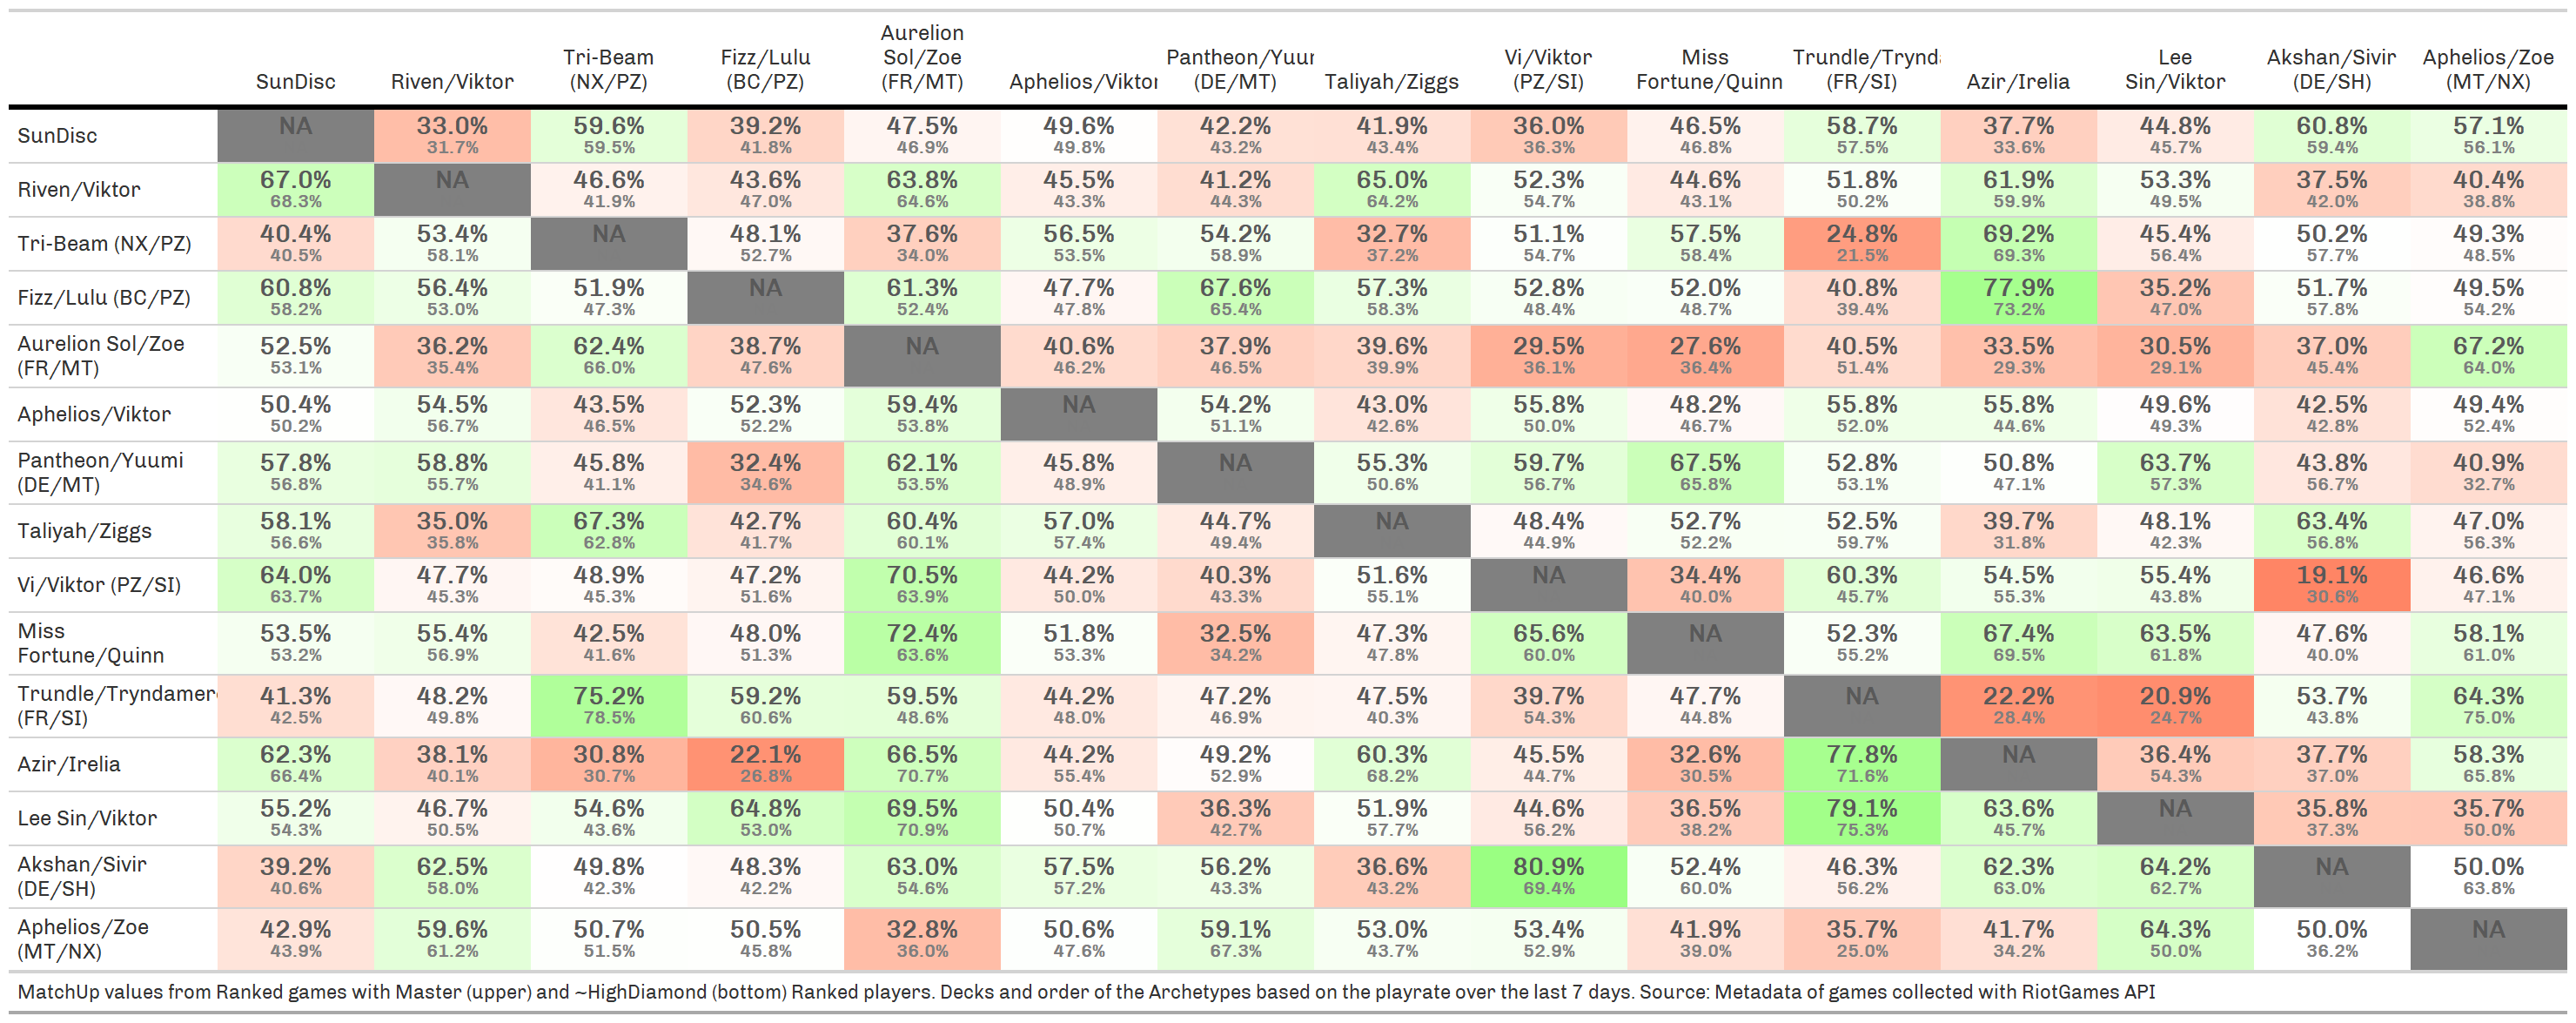 SunDisc Riven/Viktor Tri-Beam (NX/PZ) Fizz/Lulu (BC/PZ) Aurelion Sol/Zoe (FR/MT) Aphelios/Viktor Pantheon/Yuur (DE/MT) Taliyah/Ziggs Vi/Viktor (PZ/SI) Miss Fortune/Quinn Trundle/Trynd (FR/SI) Azir/Irelia Lee Sin/Viktor Akshan/Sivir (DE/SH) Aphelios/Zoe (MT/NX)
SunDisc NA 33.0% 59.6% 39.2% 47.5% 49.6% 42.2% 41.9% 36.0% 46.5% 58.7% 37.7% 44.8% 60.8% 57.1%
31.7% 59.5% 41.8% 46.9% 49.8% 43.2% 43.4% 36.3% 46.8% 57.5% 33.6% 45.7% 59.4% 56.1%
Riven/Viktor 67.0% NA 46.6% 43.6% 63.8% 45.5% 41.2% 65.0% 52.3% 44.6% 51.8% 61.9% 53.3% 37.5% 40.4%
68.3% 41.9% 47.0% 64.6% 43.3% 44.3% 64.2% 54.7% 43.1% 50.2% 59.9% 49.5% 42.0% 38.8%
Tri-Beam (NX/PZ) 40.4% 53.4% NA 48.1% 37.6% 56.5% 54.2% 32.7% 51.1% 57.5% 24.8% 69.2% 45.4% 50.2% 49.3%
40.5% 58.1% 52.7% 34.0% 53.5% 58.9% 37.2% 54.7% 58.4% 21.5% 69.3% 56.4% 57.7% 48.5%
Fizz/Lulu (BC/PZ) 60.8% 56.4% 51.9% NA 61.3% 47.7% 67.6% 57.3% 52.8% 52.0% 40.8% 77.9% 35.2% 51.7% 49.5%
58.2% 53.0% 47.3% 52.4% 47.8% 65.4% 58.3% 48.4% 48.7% 39.4% 73.2% 47.0% 57.8% 54.2%
Aurelion Sol/Zoe 52.5% 36.2% 62.4% 38.7% NA 40.6% 37.9% 39.6% 29.5% 27.6% 40.5% 33.5% 30.5% 37.0% 67.2%
(FR/MT) 53.1% 35.4% 66.0% 47.6% 46.2% 46.5% 39.9% 36.1% 36.4% 51.4% 29.3% 29.1% 45.4% 64.0%
Aphelios/Viktor 50.4% 54.5% 43.5% 52.3% 59.4% NA 54.2% 43.0% 55.8% 48.2% 55.8% 55.8% 49.6% 42.5% 49.4%
50.2% 56.7% 46.5% 52.2% 53.8% 51.1% 42.6% 50.0% 46.7% 52.0% 44.6% 49.3% 42.8% 52.4%
Pantheon/Yuumi 57.8% 58.8% 45.8% 32.4% 62.1% 45.8% NA 55.3% 59.7% 67.5% 52.8% 50.8% 63.7% 43.8% 40.9%
(DE/MT) 56.8% 55.7% 41.1% 34.6% 53.5% 48.9% 50.6% 56.7% 65.8% 53.1% 47.1% 57.3% 56.7% 32.7%
Taliyah/Ziggs 58.1% 35.0% 67.3% 42.7% 60.4% 57.0% 44.7% NA 48.4% 52.7% 52.5% 39.7% 48.1% 63.4% 47.0%
56.6% 35.8% 62.8% 41.7% 60.1% 57.4% 49.4% 44.9% 52.2% 59.7% 31.8% 42.3% 56.8% 56.3%
Vi/Viktor (PZ/SI) 64.0% 47.7% 48.9% 47.2% 70.5% 44.2% 40.3% 51.6% NA 34.4% 60.3% 54.5% 55.4% 19.1% 46.6%
63.7% 45.3% 45.3% 51.6% 63.9% 50.0% 43.3% 55.1% 40.0% 45.7% 55.3% 43.8% 30.6% 47.1%
Miss 53.5% 55.4% 42.5% 48.0% 72.4% 51.8% 32.5% 47.3% 65.6% NA 52.3% 67.4% 63.5% 47.6% 58.1%
Fortune/Quinn 53.2% 56.9% 41.6% 51.3% 63.6% 53.3% 34.2% 47.8% 60.0% 55.2% 69.5% 61.8% 40.0% 61.0%
Trundle/Tryndamer 41.3% 48.2% 75.2% 59.2% 59.5% 44.2% 47.2% 47.5% 39.7% 47.7% NA 22.2% 20.9% 53.7% 64.3%
(FR/SI) 42.5% 49.8% 78.5% 60.6% 48.6% 48.0% 46.9% 40.3% 54.3% 44.8% 28.4% 24.7% 43.8% 75.0%
Azir/Irelia 62.3% 38.1% 30.8% 22.1% 66.5% 44.2% 49.2% 60.3% 45.5% 32.6% 77.8% NA 36.4% 37.7% 58.3%
66.4% 40.1% 30.7% 26.8% 70.7% 55.4% 52.9% 68.2% 44.7% 30.5% 71.6% 54.3% 37.0% 65.8%
Lee Sin/Viktor 55.2% 46.7% 54.6% 64.8% 69.5% 50.4% 36.3% 51.9% 44.6% 36.5% 79.1% 63.6% NA 35.8% 35.7%
54.3% 50.5% 43.6% 53.0% 70.9% 50.7% 42.7% 57.7% 56.2% 38.2% 75.3% 45.7% 37.3% 50.0%
Akshan/Sivir 39.2% 62.5% 49.8% 48.3% 63.0% 57.5% 56.2% 36.6% 80.9% 52.4% 46.3% 62.3% 64.2% NA 50.0%
(DE/SH) 40.6% 58.0% 42.3% 42.2% 54.6% 57.2% 43.3% 43.2% 69.4% 60.0% 56.2% 63.0% 62.7% 63.8%
Aphelios/Zoe 42.9% 59.6% 50.7% 50.5% 32.8% 50.6% 59.1% 53.0% 53.4% 41.9% 35.7% 41.7% 64.3% 50.0% NA
(MT/NX) 43.9% 61.2% 51.5% 45.8% 36.0% 47.6% 67.3% 43.7% 52.9% 39.0% 25.0% 34.2% 50.0% 36.2%
MatchUp values from Ranked games with Master (upper) and ~HighDiamond (bottom) Ranked players. Decks and order of the Archetypes based on the playrate over the last 7 days. Source: Metadata of games collected with RiotGames API